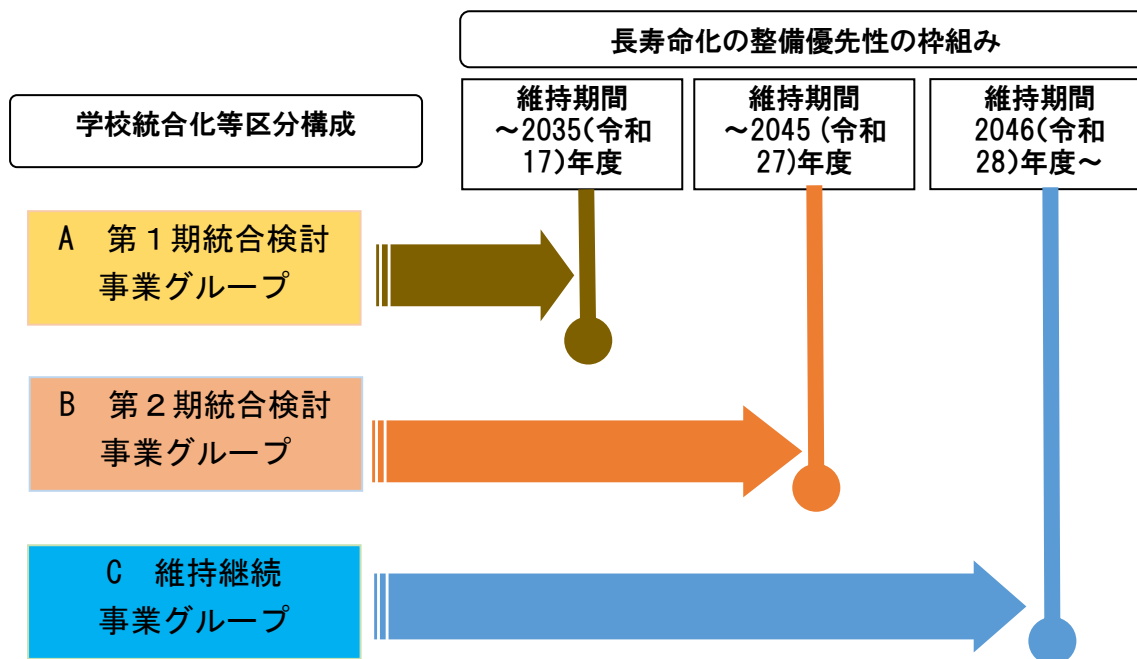 長寿命化の整備優先性の枠組み
学校統合化等区分構成
維持期間
～2035(令和
17)年度
維持期間
～2045 (令和
27)年度
維持期間
2046(令和
28)年度～
A　第１期統合検討
事業グループ
B　第２期統合検討
事業グループ
C　維持継続
事業グループ